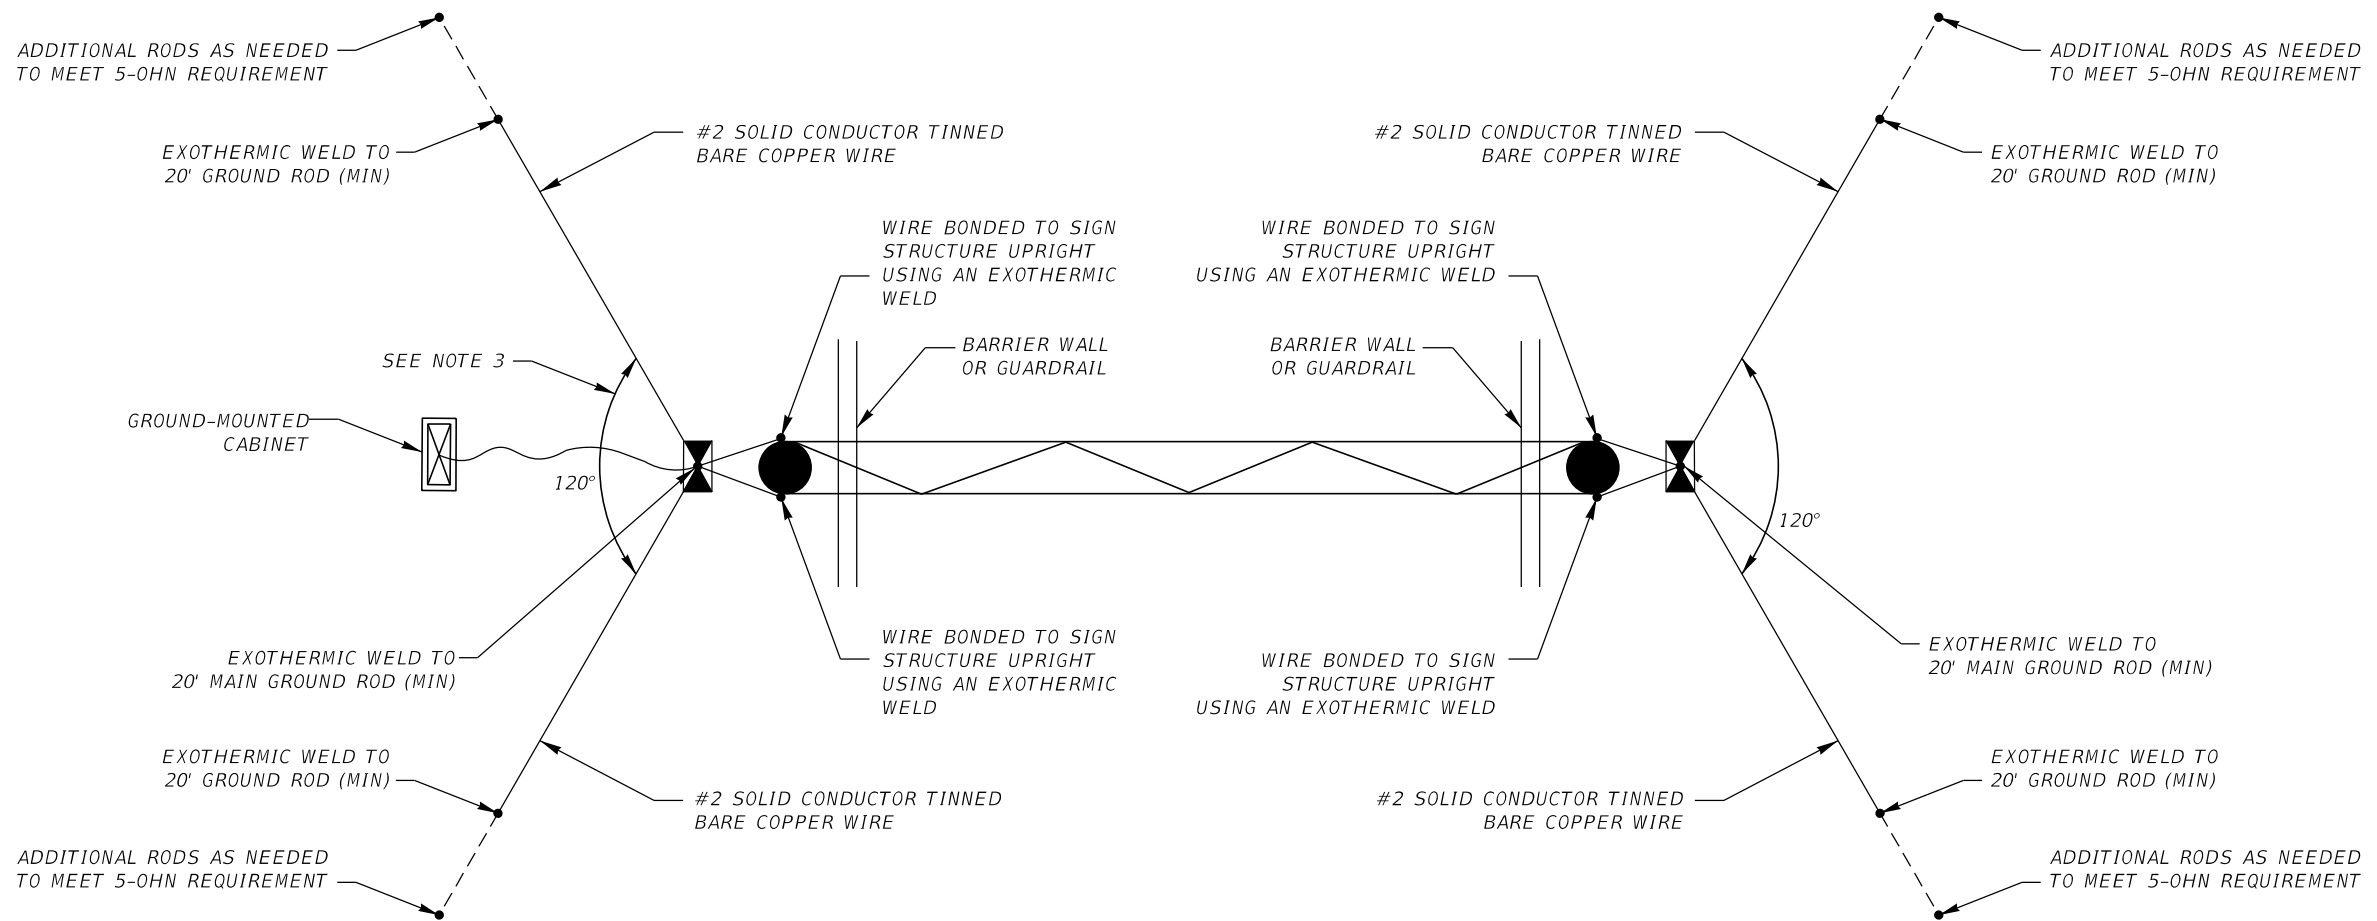 ADDITIONAL RODS AS NEEDED
TO MEET 5-OHN REQUIREMENT
ADDITIONAL RODS AS NEEDED
TO MEET 5-OHN REQUIREMENT
EXOTHERMIC WELD TO
20' GROUND ROD (MIN)
#2 SOLID CONDUCTOR TINNED
BARE COPPER WIRE
#2 SOLID CONDUCTOR TINNED
BARE COPPER WIRE
EXOTHERMIC WELD TO
20' GROUND ROD (MIN)
WIRE BONDED TO SIGN
STRUCTURE UPRIGHT
USING AN EXOTHERMIC
WELD
WIRE BONDED TO SIGN
STRUCTURE UPRIGHT
USING AN EXOTHERMIC WELD
SEE NOTE 3
BARRIER WALL
OR GUARDRAIL
BARRIER WALL
OR GUARDRAIL
GROUND-MOUNTED
CABINET
120°
120°
EXOTHERMIC WELD TO
20' MAIN GROUND ROD (MIN)
WIRE BONDED TO SIGN
STRUCTURE UPRIGHT
USING AN EXOTHERMIC
WELD
WIRE BONDED TO SIGN
STRUCTURE UPRIGHT
USING AN EXOTHERMIC WELD
EXOTHERMIC WELD TO
20' MAIN GROUND ROD (MIN)
EXOTHERMIC WELD TO
20' GROUND ROD (MIN)
#2 SOLID CONDUCTOR TINNED
BARE COPPER WIRE
#2 SOLID CONDUCTOR TINNED
BARE COPPER WIRE
EXOTHERMIC WELD TO
20' GROUND ROD (MIN)
ADDITIONAL RODS AS NEEDED
TO MEET 5-OHN REQUIREMENT
ADDITIONAL RODS AS NEEDED
TO MEET 5-OHN REQUIREMENT